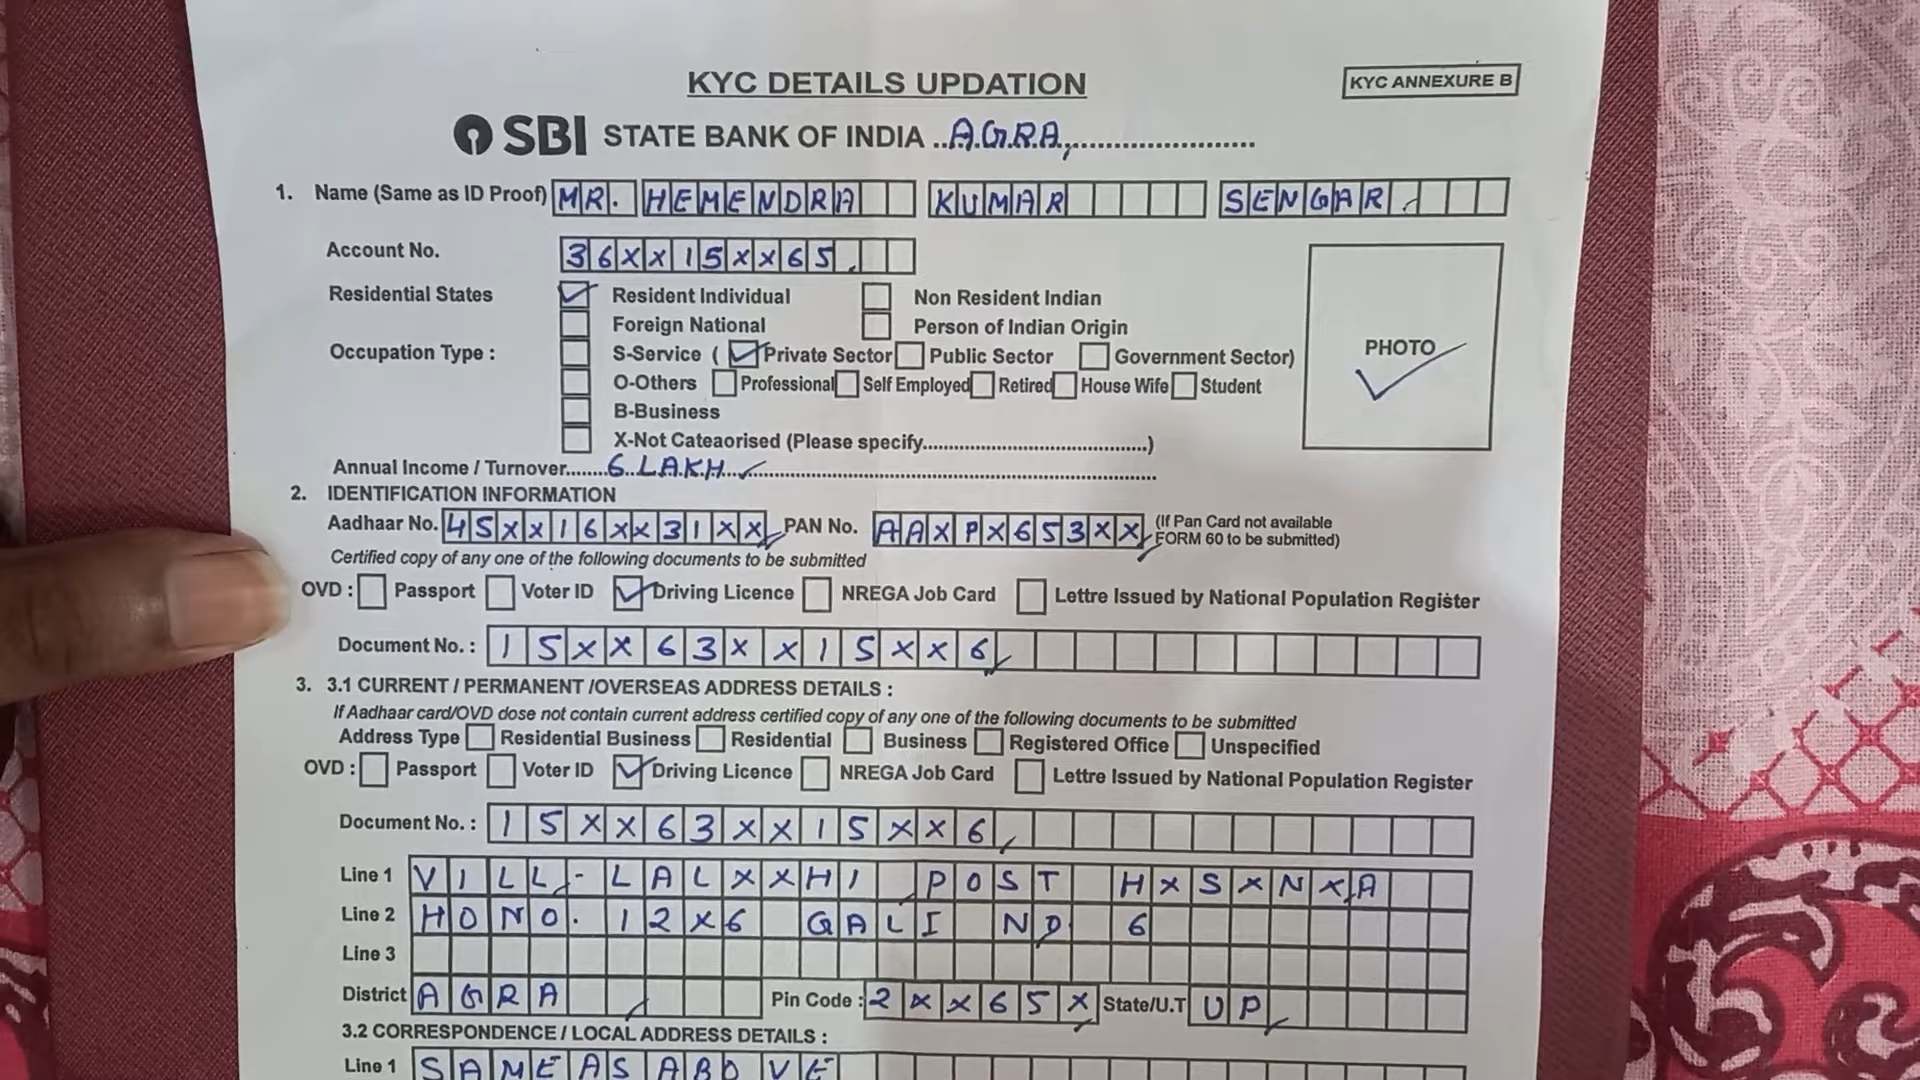 KYC DETAILS UPDATION
KYC ANNEXURE B
SBI STATE BANK OF INDIA ..A.G.R.A,..............................
1. Name (Same as ID Proof) MR. HEMENDRA KUMAR SENGAR
Account No. 36XX15XX65
Residential States Resident Individual Non Resident Indian
Foreign National Person of Indian Origin
Occupation Type : S-Service ( Private Sector Public Sector Government Sector)
O-Others Professional Self Employed Retired House Wife Student
B-Business
X-Not Cateaorised (Please specify.......................................)
PHOTO
Annual Income / Turnover.......6..LAKH..............................
2. IDENTIFICATION INFORMATION
Aadhaar No. 45XX16XX31XX PAN No. AAXPX653XX (If Pan Card not available
FORM 60 to be submitted)
Certified copy of any one of the following documents to be submitted
OVD : Passport Voter ID Driving Licence NREGA Job Card Lettre Issued by National Population Register
Document No. : 15XX63XX15XX6
3. 3.1 CURRENT / PERMANENT /OVERSEAS ADDRESS DETAILS :
If Aadhaar card/OVD dose not contain current address certified copy of any one of the following documents to be submitted
Address Type Residential Business Residential Business Registered Office Unspecified
OVD : Passport Voter ID Driving Licence NREGA Job Card Lettre Issued by National Population Register
Document No. : 15XX63XX15XX6
Line 1 VILL- LALXXHI POST HXSXNXA
Line 2 HONO. 12X6 GALI NO 6
Line 3
District AGRA Pin Code : 2XX65X State/U.T UP
3.2 CORRESPONDENCE / LOCAL ADDRESS DETAILS :
Line 1 SAME AS ABOVE